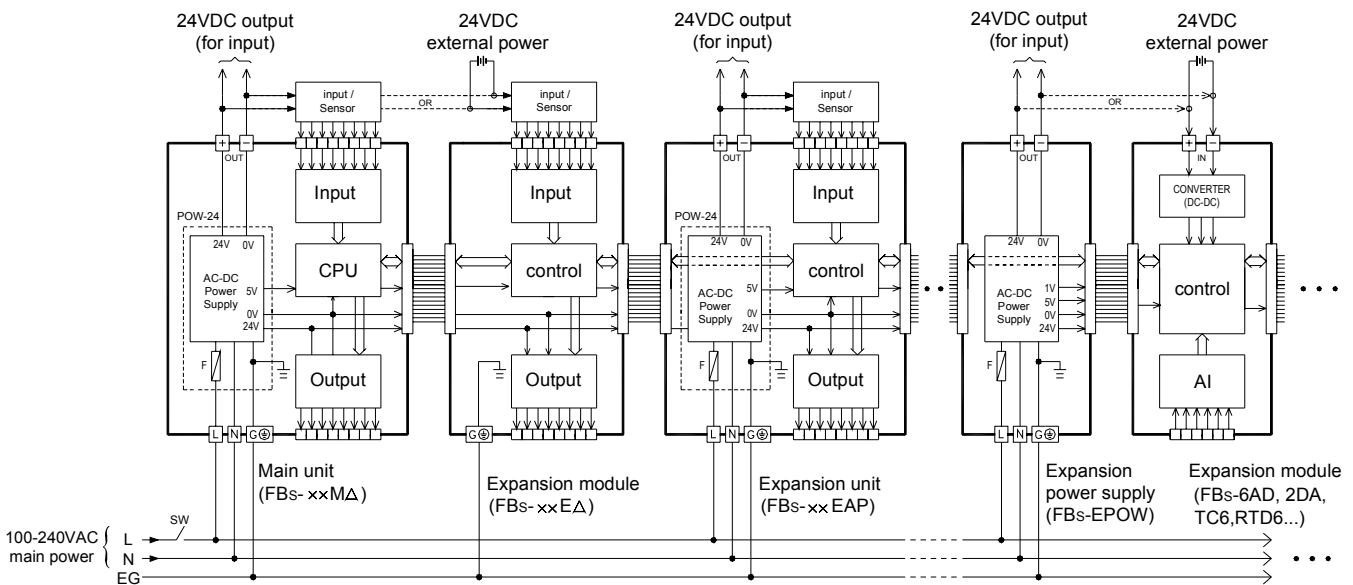 24VDC output
(for input)
24VDC
external power
24VDC output
(for input)
24VDC output
(for input)
24VDC
external power
input /
Sensor
OR
input /
Sensor
input /
Sensor
OR
+ −
OUT
+ −
OUT
+ −
OUT
+ −
IN
Input
Input
Input
CONVERTER
(DC-DC)
POW-24
24V 0V
AC-DC
Power
Supply
5V
0V
24V
F
CPU
Output
control
Output
POW-24
24V 0V
AC-DC
Power
Supply
5V
0V
24V
F
control
Output
24V 0V
AC-DC
Power
Supply
1V
5V
0V
24V
F
control
AI
L N G
G
L N G
L N G
Main unit
(FBs-××MΔ)
Expansion module
(FBs-××EΔ)
Expansion unit
(FBs-××EAP)
Expansion
power supply
(FBs-EPOW)
Expansion module
(FBs-6AD, 2DA,
TC6,RTD6...)
100-240VAC
main power
L
SW
N
EG